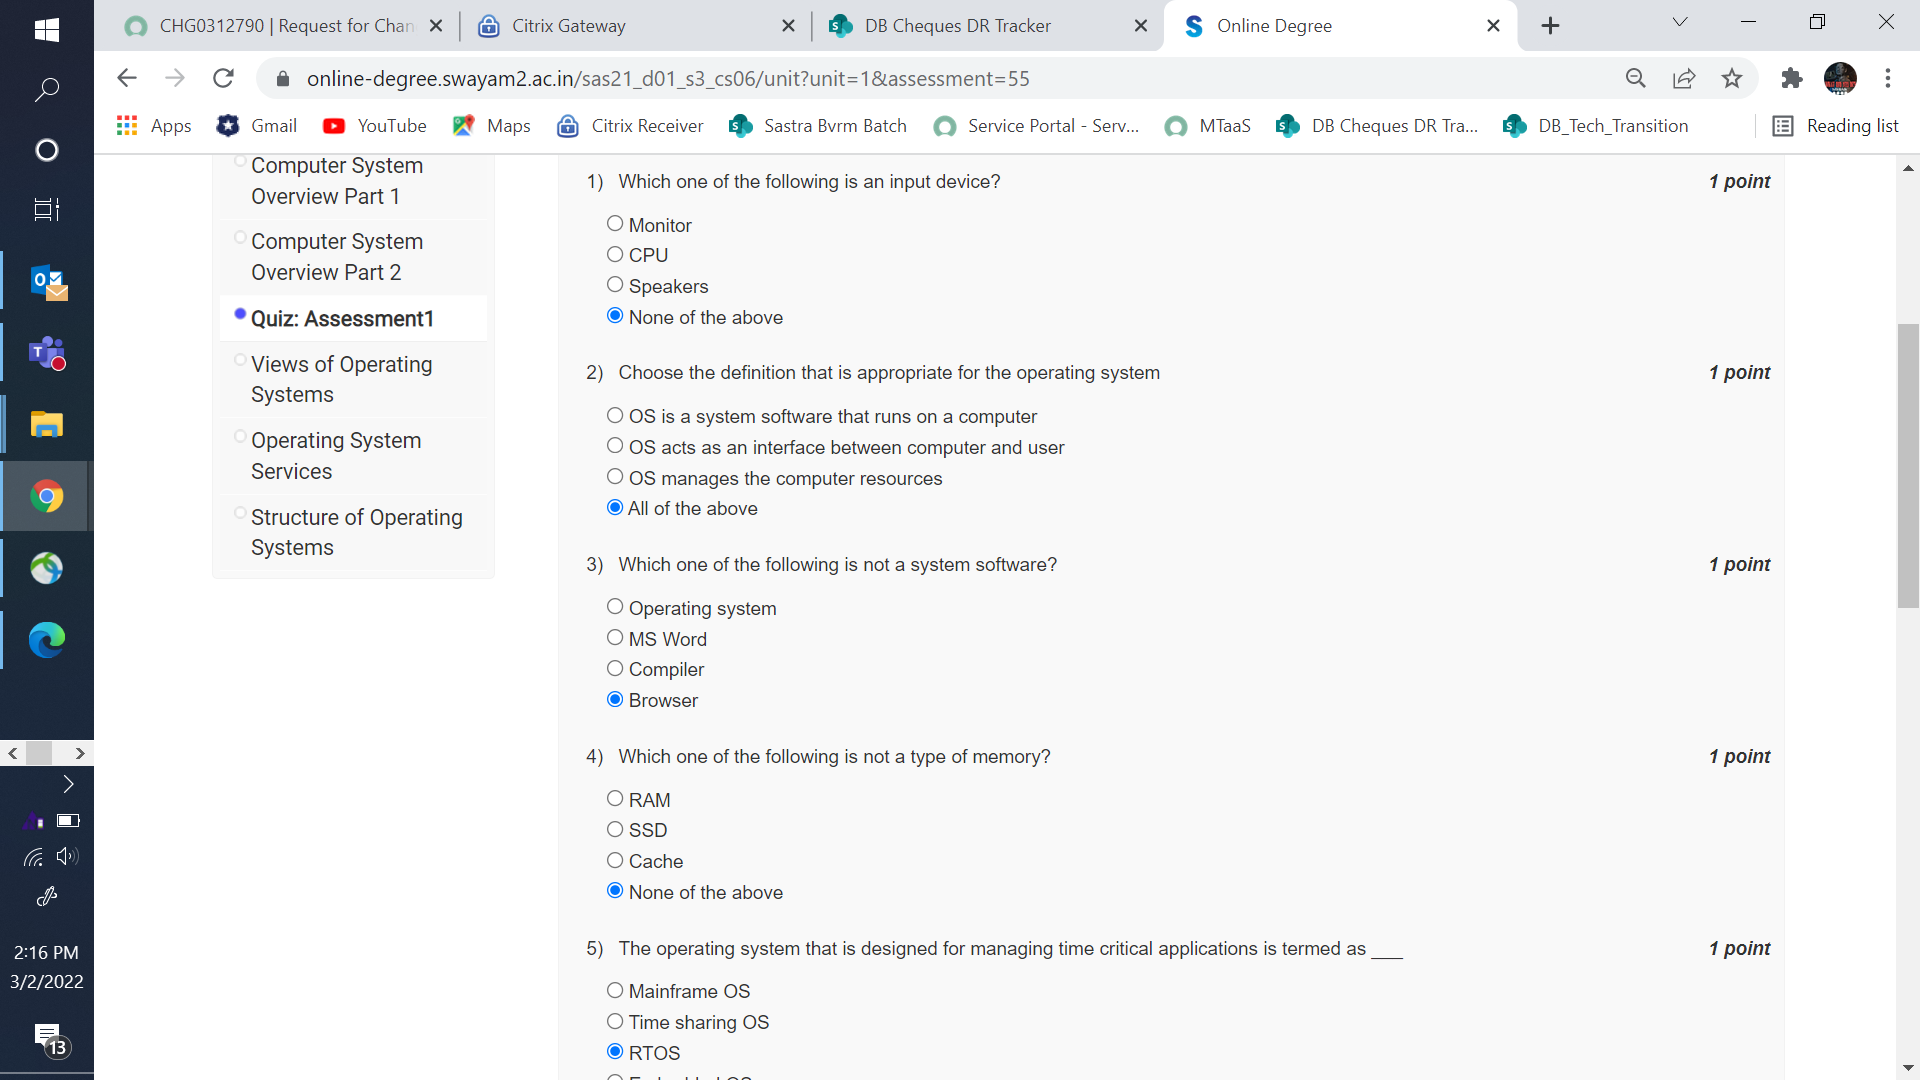 CHG0312790 | Request for Chan
Citrix Gateway
DB Cheques DR Tracker
Online Degree
online-degree.swayam2.ac.in/sas21_d01_s3_cs06/unit?unit=1&assessment=55
Apps
Gmail
YouTube
Maps
Citrix Receiver
Sastra Bvrm Batch
Service Portal - Serv...
MTaaS
DB Cheques DR Tra...
DB_Tech_Transition
Reading list
Computer System
Overview Part 1
Computer System
Overview Part 2
Quiz: Assessment1
Views of Operating
Systems
Operating System
Services
Structure of Operating
Systems
1) Which one of the following is an input device? 1 point
Monitor
CPU
Speakers
None of the above
2) Choose the definition that is appropriate for the operating system 1 point
OS is a system software that runs on a computer
OS acts as an interface between computer and user
OS manages the computer resources
All of the above
3) Which one of the following is not a system software? 1 point
Operating system
MS Word
Compiler
Browser
4) Which one of the following is not a type of memory? 1 point
RAM
SSD
Cache
None of the above
5) The operating system that is designed for managing time critical applications is termed as ___ 1 point
Mainframe OS
Time sharing OS
RTOS
2:16 PM
3/2/2022
13